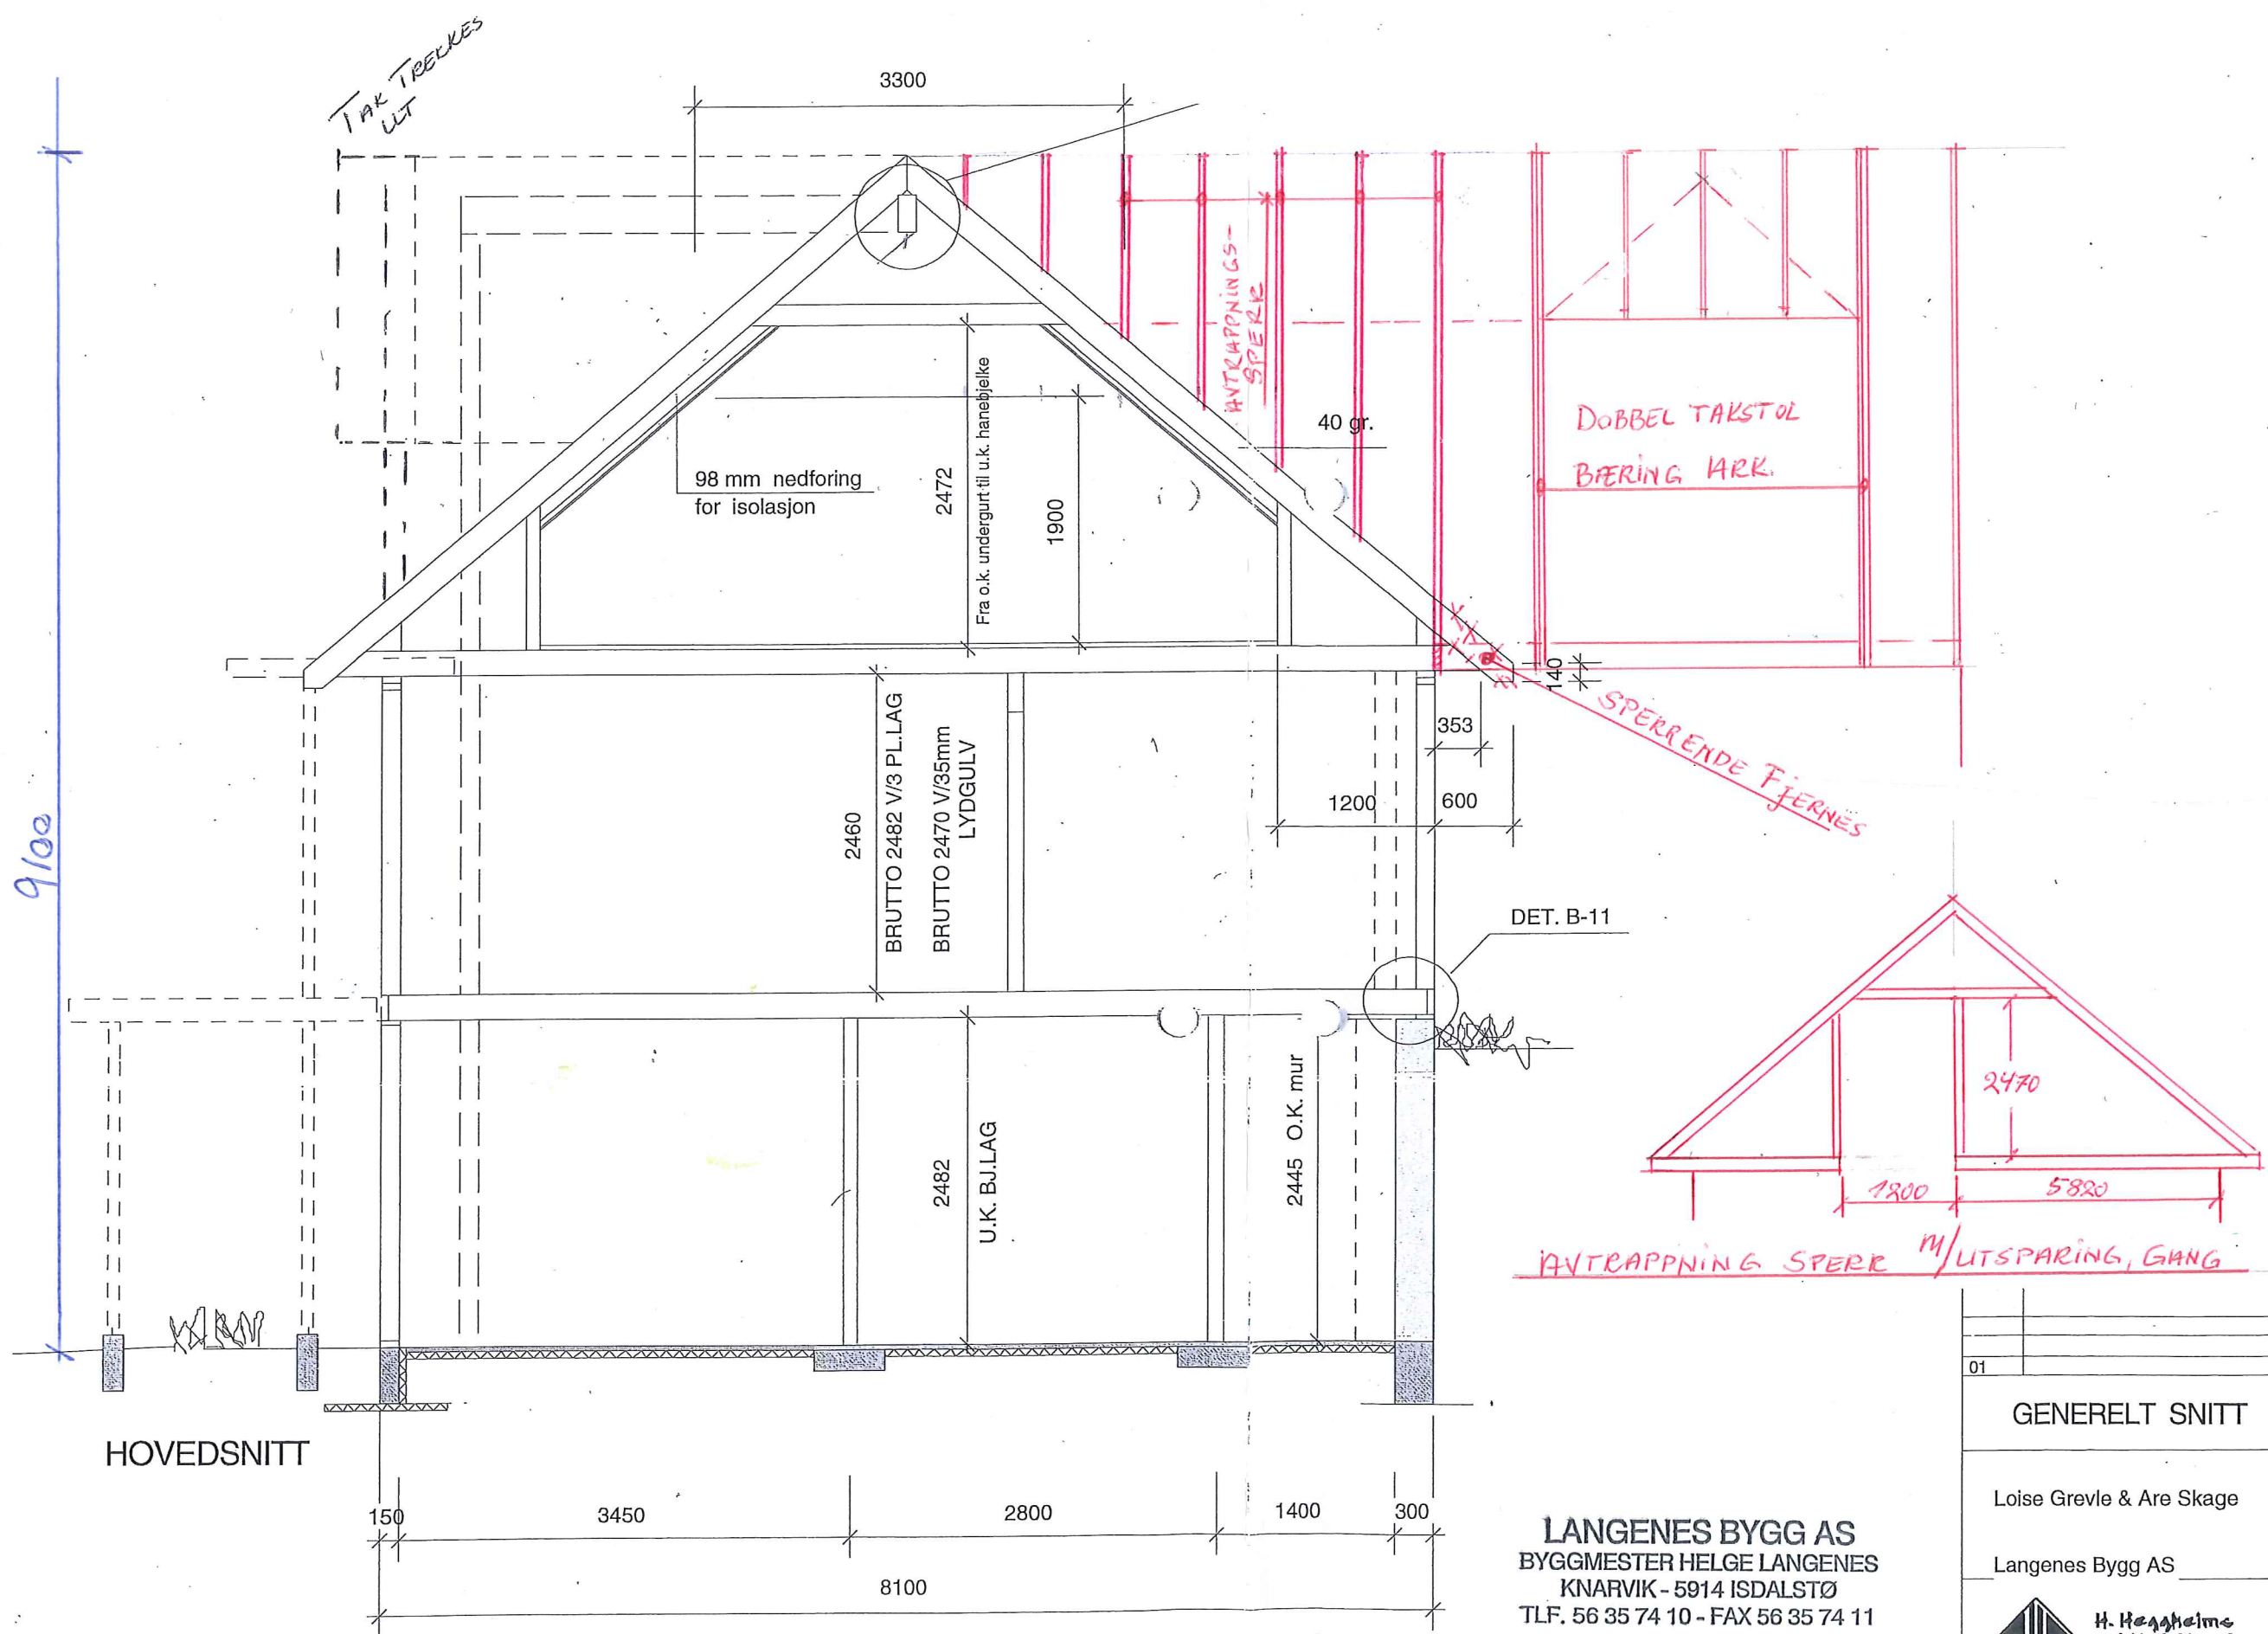 TAK TREKKES
UT
3300
9100
AVTRAPPNINGS-
SPERR
40 gr.
DOBBEL TAKSTOL
BÆRING ARK.
98 mm nedforing
for isolasjon
2472
Fra o.k. undergurt til u.k. hanebjelke
1900
140
SPERRENDE FJERNES
353
1200
600
2460
BRUTTO 2482 V/3 PL.LAG
BRUTTO 2470 V/35mm
LYDGULV
DET. B-11
2482
U.K. BJ.LAG
2445 O.K. mur
2470
1200
5820
AVTRAPPNING SPERR M/UTSPARING, GANG
HOVEDSNITT
150
3450
2800
1400
300
8100
LANGENES BYGG AS
BYGGMESTER HELGE LANGENES
KNARVIK - 5914 ISDALSTØ
TLF. 56 35 74 10 - FAX 56 35 74 11
01
GENERELT SNITT
Loise Grevle & Are Skage
Langenes Bygg AS
H. Heggholms